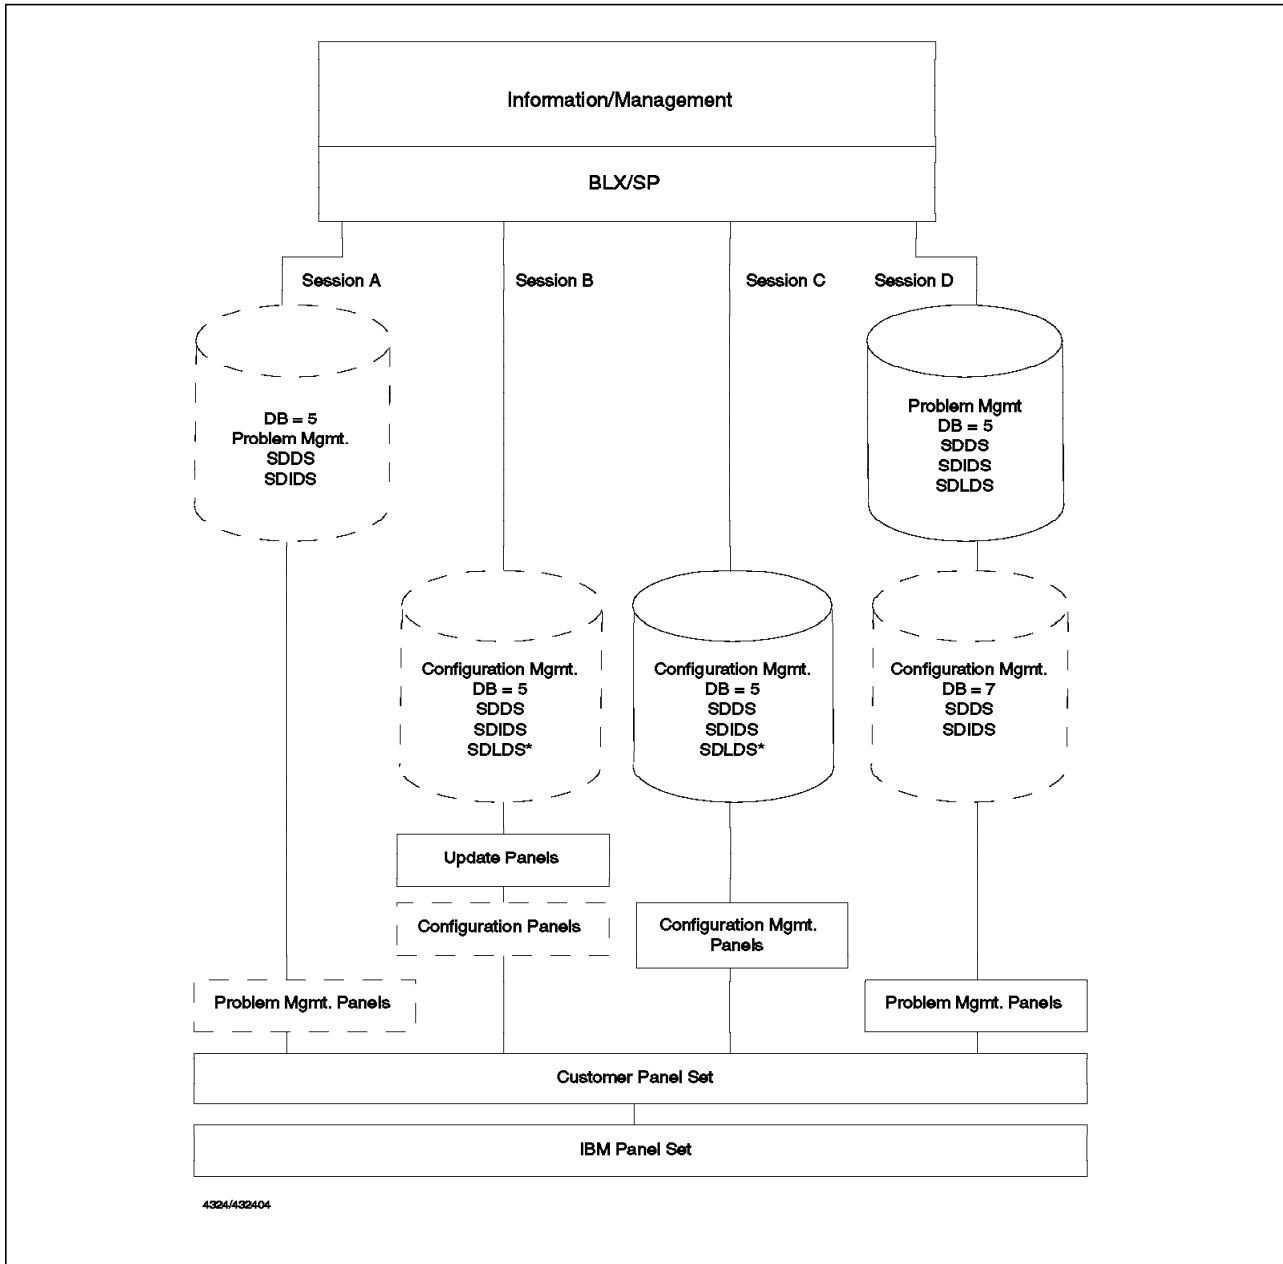 Information/Management
BLX/SP
Session A
Session B
Session C
Session D
DB = 5
Problem Mgmt.
SDDS
SDIDS
Problem Mgmt
DB = 5
SDDS
SDIDS
SDLDS
Configuration Mgmt.
DB = 5
SDDS
SDIDS
SDLDS*
Configuration Mgmt.
DB = 5
SDDS
SDIDS
SDLDS*
Configuration Mgmt.
DB = 7
SDDS
SDIDS
Update Panels
Configuration Panels
Configuration Mgmt.
Panels
Problem Mgmt. Panels
Problem Mgmt. Panels
Customer Panel Set
IBM Panel Set
4324/432404